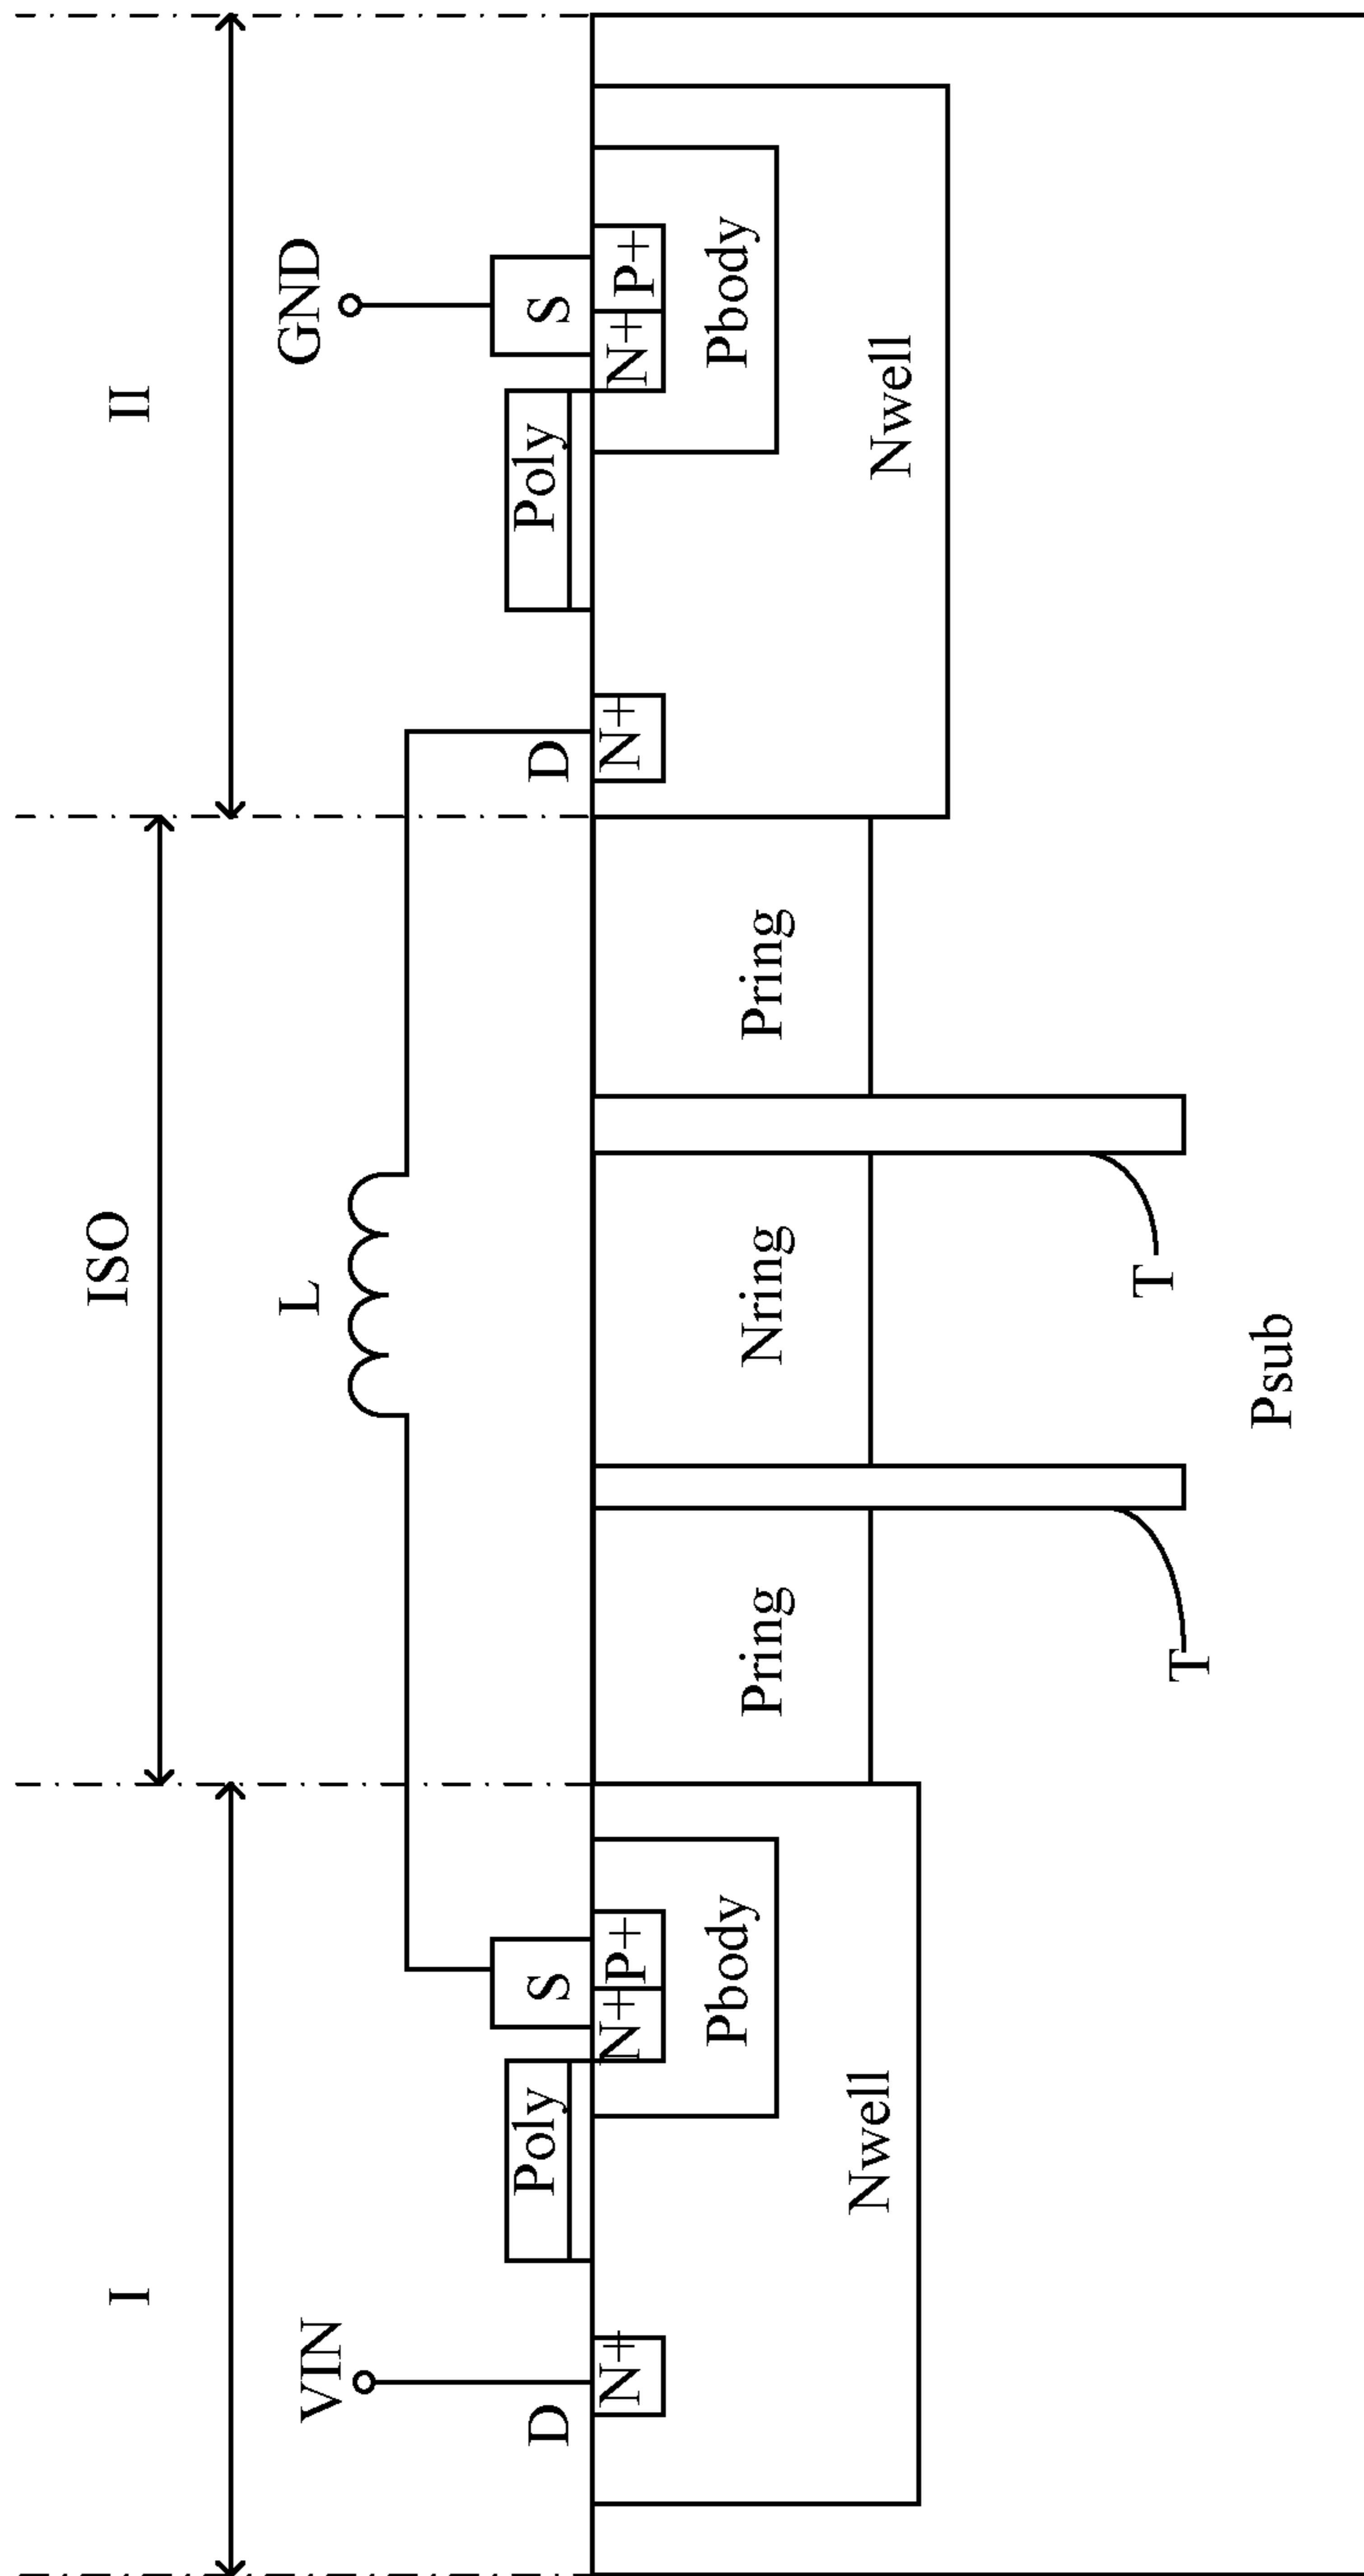 I
ISO
II
VIN
L
GND
D
Poly
S
D
Poly
S
N+
N+
P+
N+
N+
P+
Pbody
Pring
Nring
Pring
Pbody
Nwell
Nwell
T
T
Psub